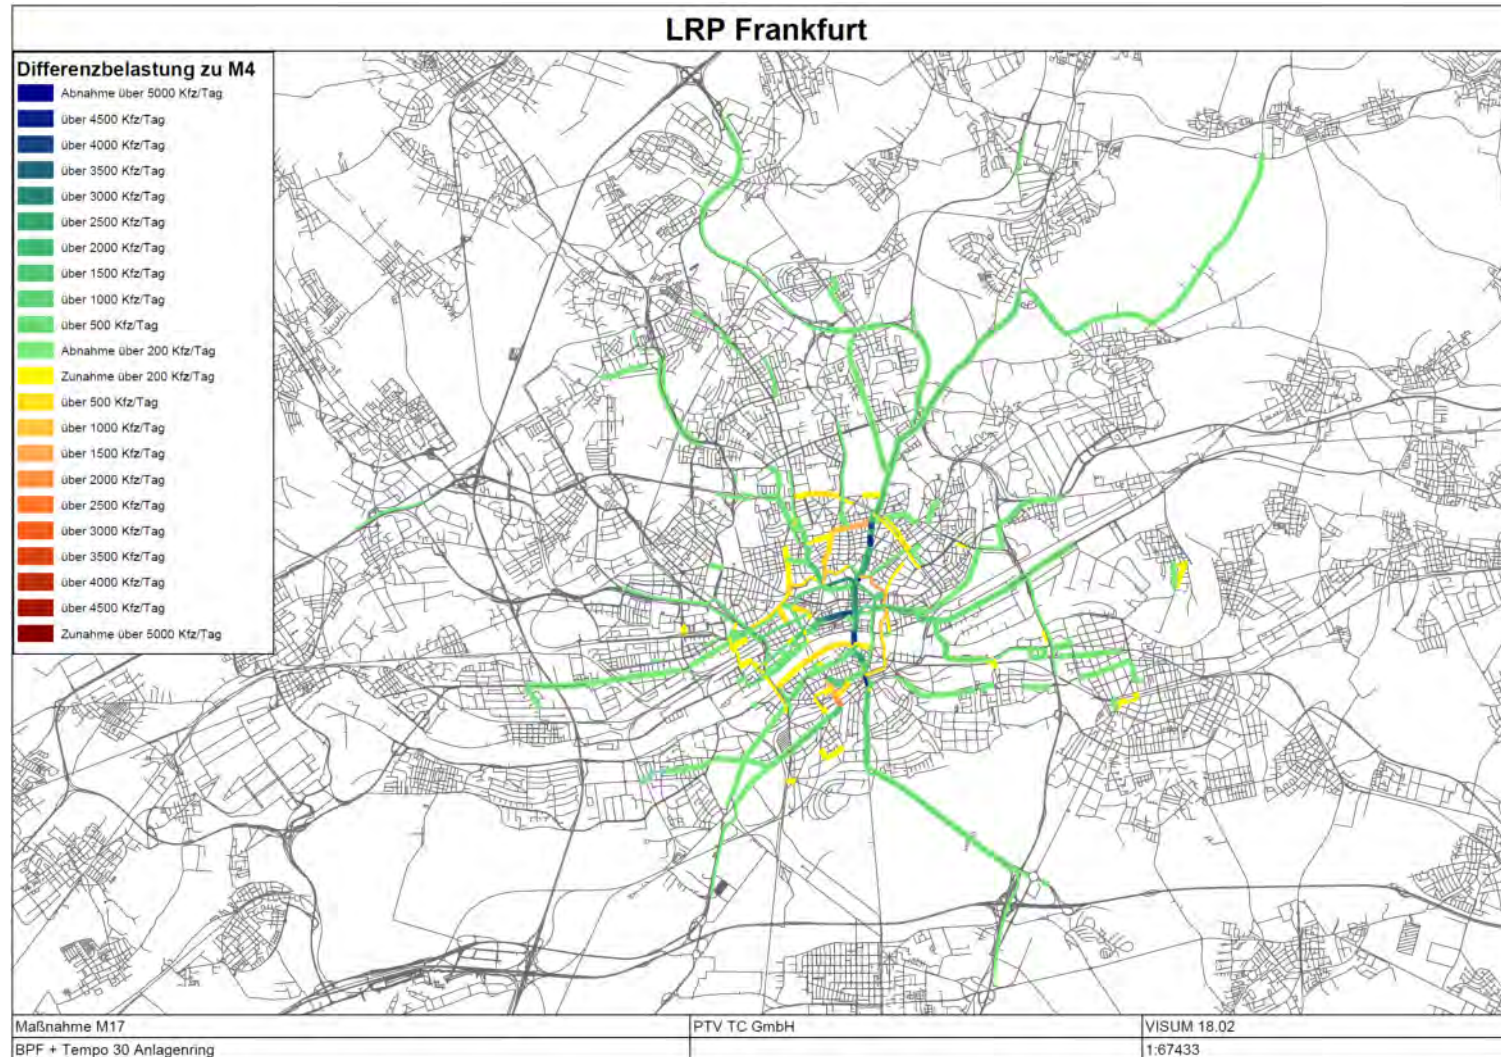 LRP Frankfurt
Differenzbelastung zu M4
Abnahme über 5000 Kfz/Tag
über 4500 Kfz/Tag
über 4000 Kfz/Tag
über 3500 Kfz/Tag
über 3000 Kfz/Tag
über 2500 Kfz/Tag
über 2000 Kfz/Tag
über 1500 Kfz/Tag
über 1000 Kfz/Tag
über 500 Kfz/Tag
Abnahme über 200 Kfz/Tag
Zunahme über 200 Kfz/Tag
über 500 Kfz/Tag
über 1000 Kfz/Tag
über 1500 Kfz/Tag
über 2000 Kfz/Tag
über 2500 Kfz/Tag
über 3000 Kfz/Tag
über 3500 Kfz/Tag
über 4000 Kfz/Tag
über 4500 Kfz/Tag
Zunahme über 5000 Kfz/Tag
Maßnahme M17
PTV TC GmbH
VISUM 18.02
BPF + Tempo 30 Anlagenring
1:67433